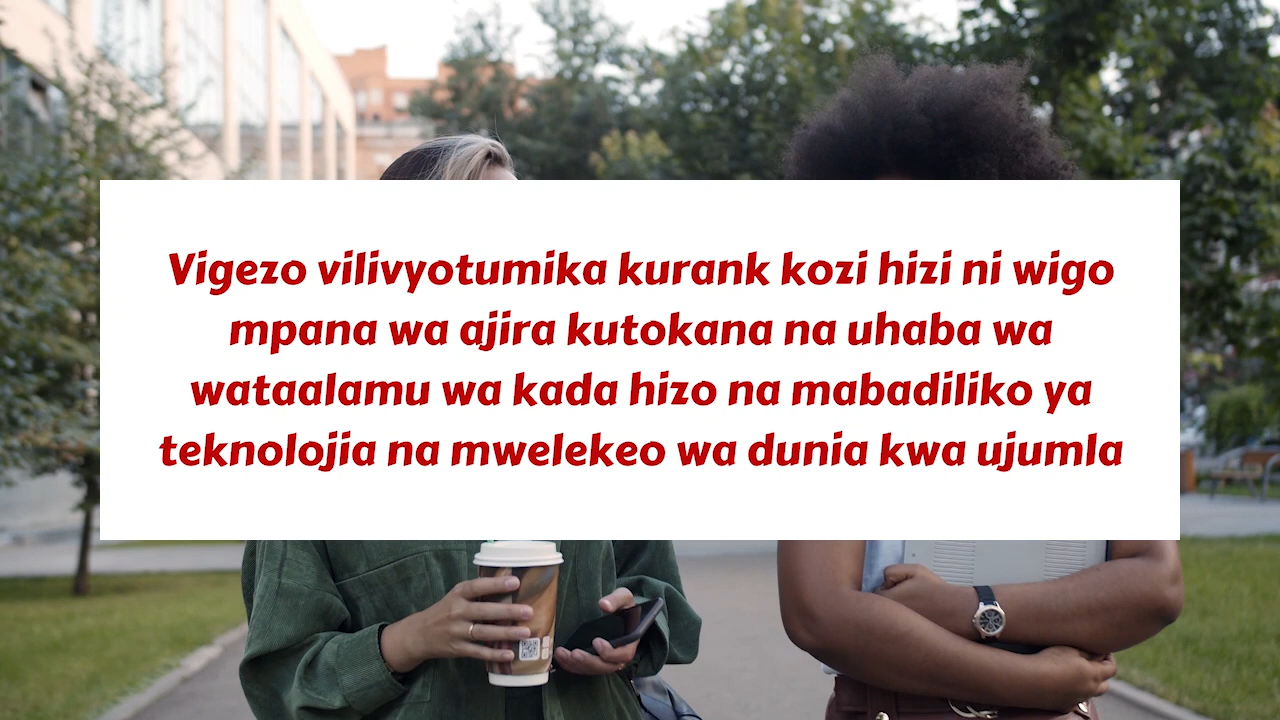 Vigezo vilivyotumika kurank kozi hizi ni wigo
mpana wa ajira kutokana na uhaba wa
wataalamu wa kada hizo na mabadiliko ya
teknolojia na mwelekeo wa dunia kwa ujumla